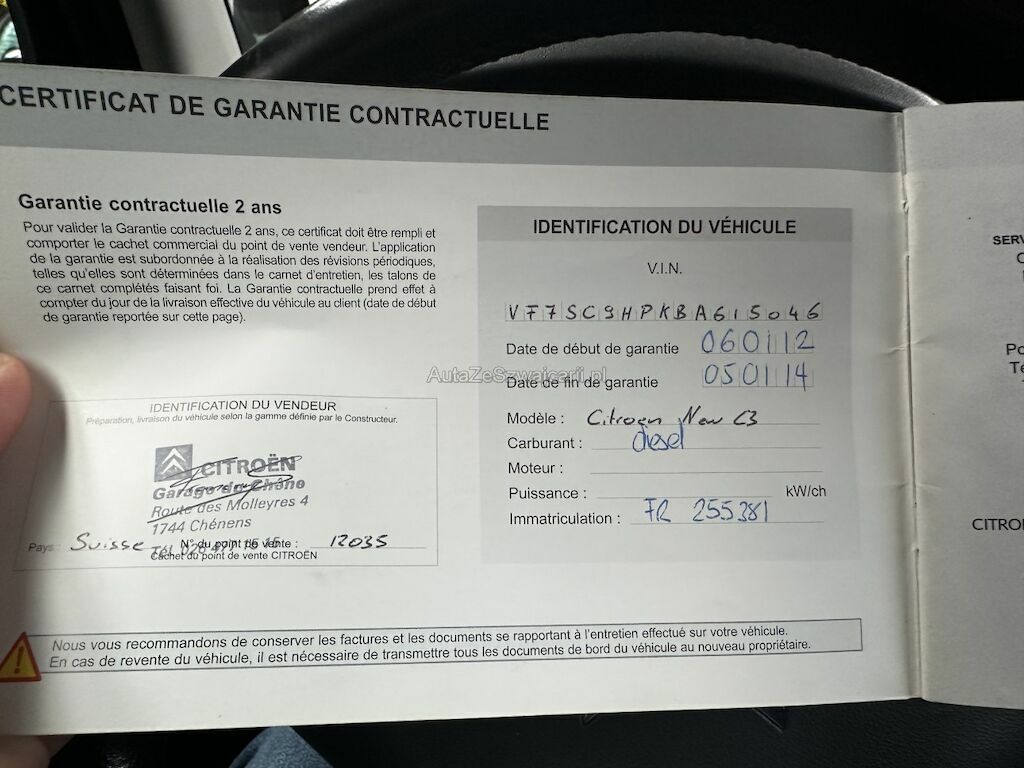 CERTIFICAT DE GARANTIE CONTRACTUELLE
Garantie contractuelle 2 ans
Pour valider la Garantie contractuelle 2 ans, ce certificat doit être rempli et
comporter le cachet commercial du point de vente vendeur. L'application
de la garantie est subordonnée à la réalisation des révisions périodiques,
telles qu'elles sont déterminées dans le carnet d'entretien, les talons de
ce carnet complétés faisant foi. La Garantie contractuelle prend effet à
compter du jour de la livraison effective du véhicule au client (date de début
de garantie reportée sur cette page).
IDENTIFICATION DU VENDEUR
Préparation, livraison du véhicule selon la gamme définie par le Constructeur.
CITROËN
Garage du Chêne
Route des Molleyres 4
1744 Chénens
Pays : Suisse N° du point de vente : 12035
Cachet du point de vente CITROËN
IDENTIFICATION DU VÉHICULE
V.I.N.
VF7SC9HPKBA615046
Date de début de garantie 060112
Date de fin de garantie 050114
AutaZeSzwajcarii.pl
Modèle : Citroen New C3
Carburant : diesel
Moteur :
Puissance : kW/ch
Immatriculation : FR 255381
Nous vous recommandons de conserver les factures et les documents se rapportant à l'entretien effectué sur votre véhicule.
En cas de revente du véhicule, il est nécessaire de transmettre tous les documents de bord du véhicule au nouveau propriétaire.
SERV
Po
Té
CITROË